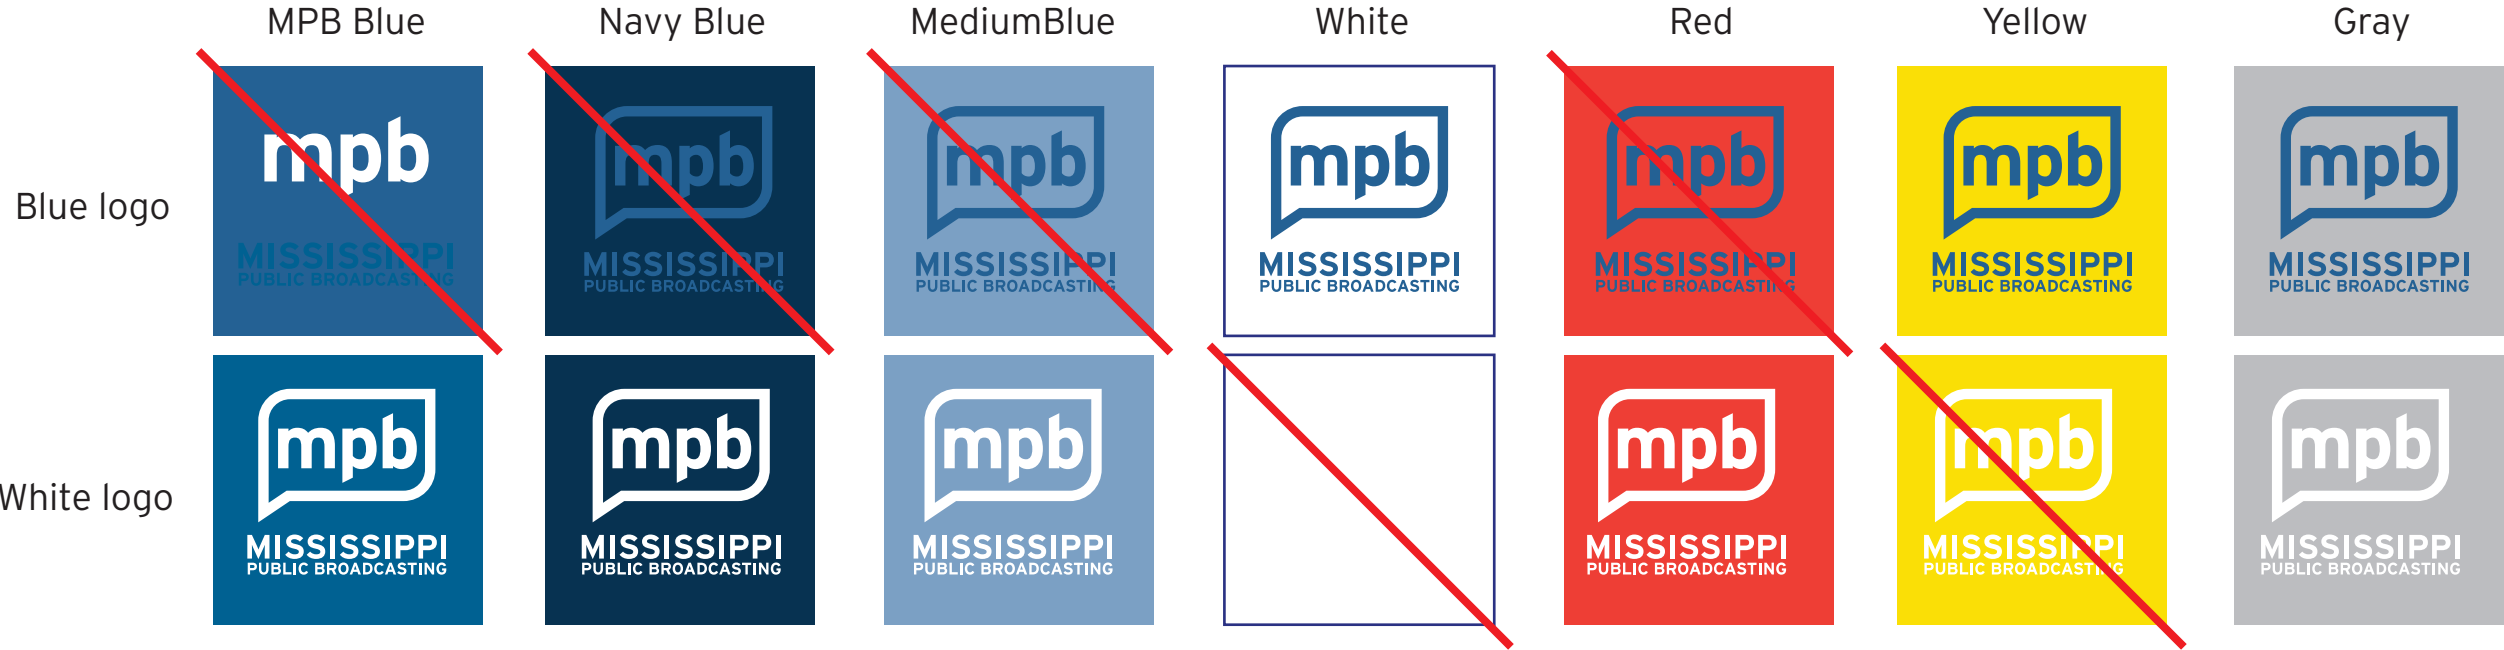 MPB Blue Navy Blue MediumBlue White Red Yellow Gray
Blue logo
mpb mpb mpb mpb mpb mpb mpb
MISSISSIPPI MISSISSIPPI MISSISSIPPI MISSISSIPPI MISSISSIPPI MISSISSIPPI MISSISSIPPI
PUBLIC BROADCASTING PUBLIC BROADCASTING PUBLIC BROADCASTING PUBLIC BROADCASTING PUBLIC BROADCASTING PUBLIC BROADCASTING PUBLIC BROADCASTING
White logo
mpb mpb mpb mpb mpb mpb
MISSISSIPPI MISSISSIPPI MISSISSIPPI MISSISSIPPI MISSISSIPPI MISSISSIPPI
PUBLIC BROADCASTING PUBLIC BROADCASTING PUBLIC BROADCASTING PUBLIC BROADCASTING PUBLIC BROADCASTING PUBLIC BROADCASTING